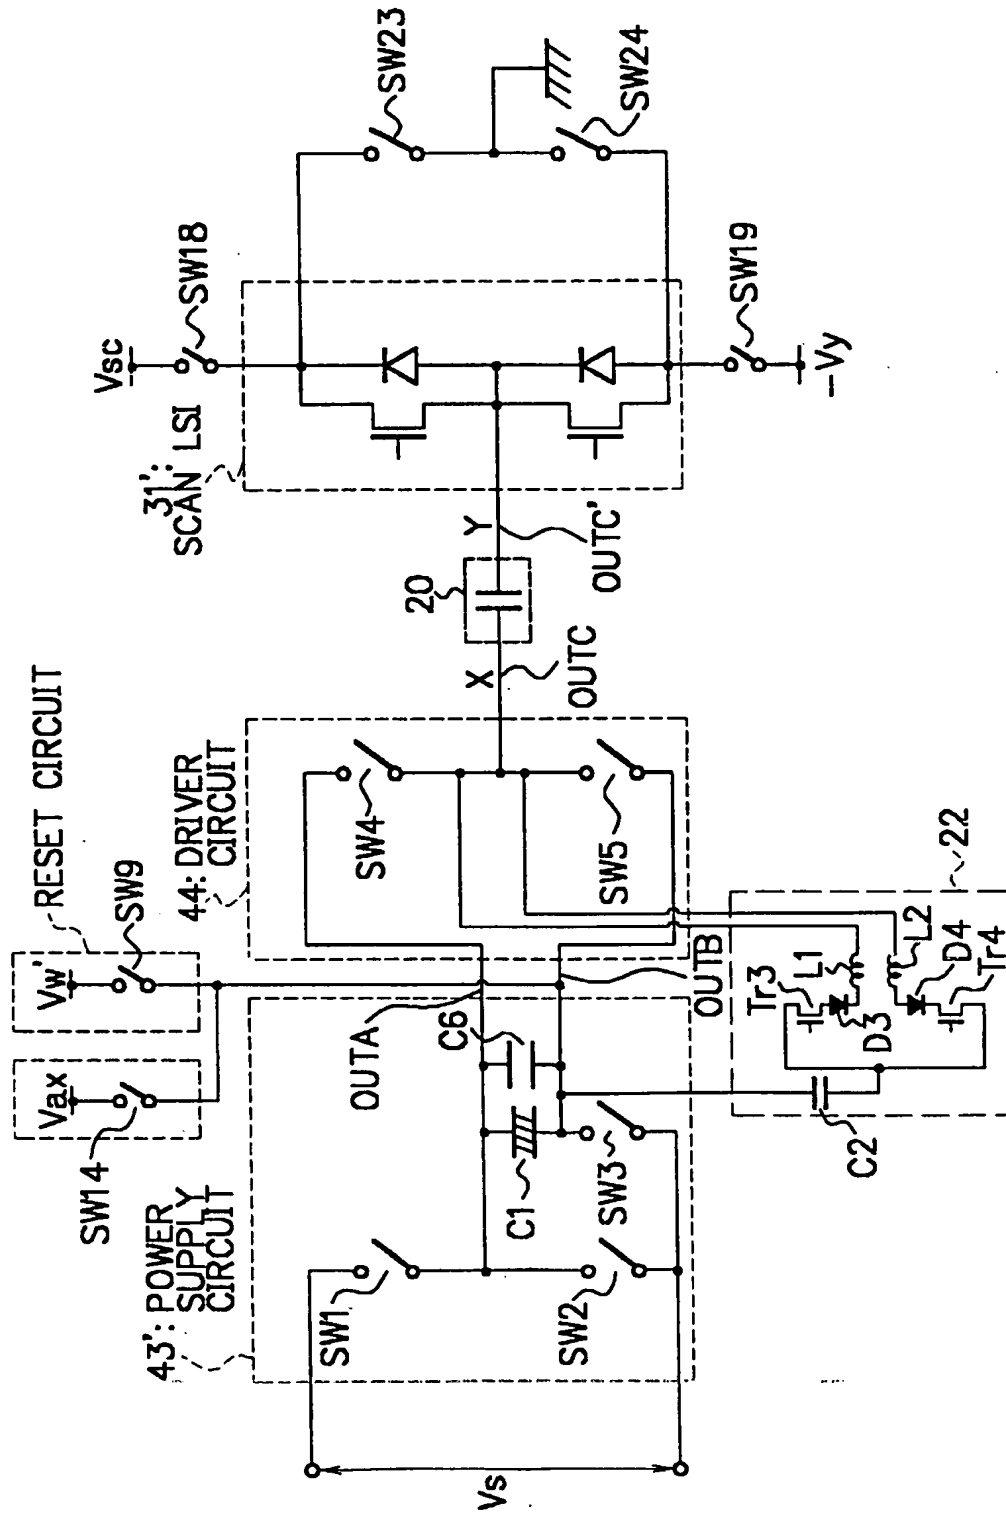 RESET CIRCUIT
Vw'
SW9
Vax
SW14
43': POWER
SUPPLY
CIRCUIT
44: DRIVER
CIRCUIT
31':
SCAN LSI
Vsc
SW18
SW23
SW24
SW19
-Vy
Vs
SW1
SW2
SW3
C1
C6
OUTA
OUTB
SW4
SW5
X
OUTC
20
Y
OUTC'
22
C2
Tr3
D3
L1
L2
D4
Tr4